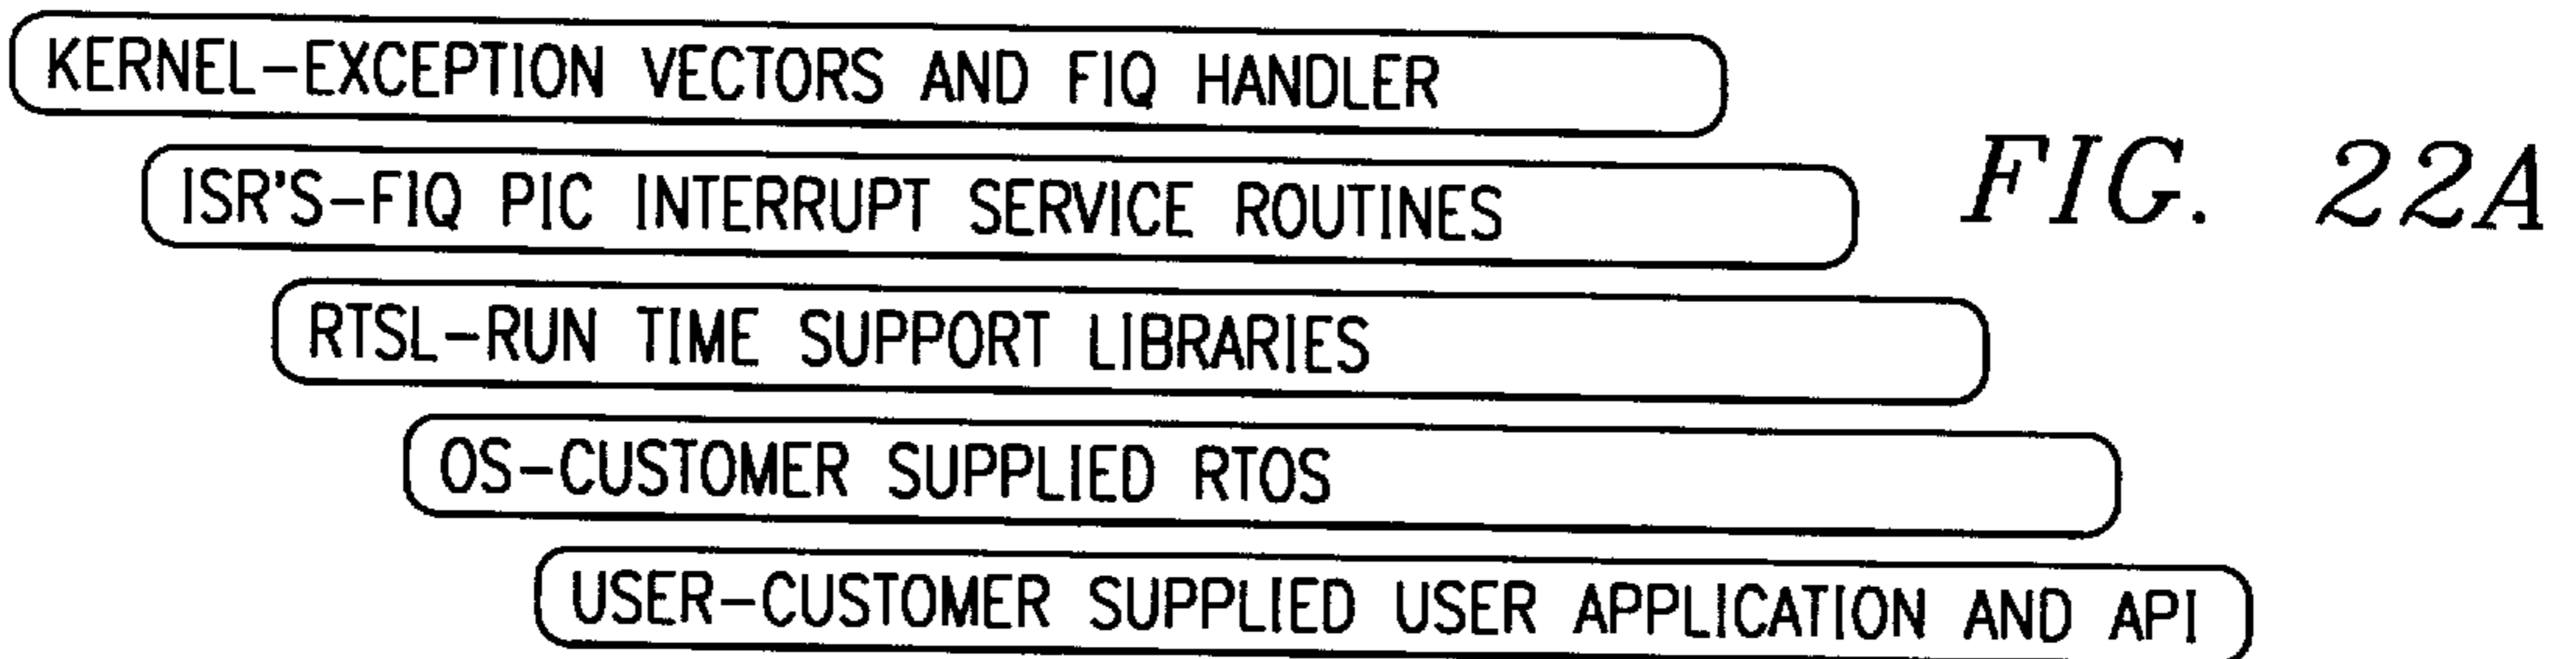 KERNEL-EXCEPTION VECTORS AND FIQ HANDLER
ISR'S-FIQ PIC INTERRUPT SERVICE ROUTINES
FIG. 22A
RTSL-RUN TIME SUPPORT LIBRARIES
OS-CUSTOMER SUPPLIED RTOS
USER-CUSTOMER SUPPLIED USER APPLICATION AND API